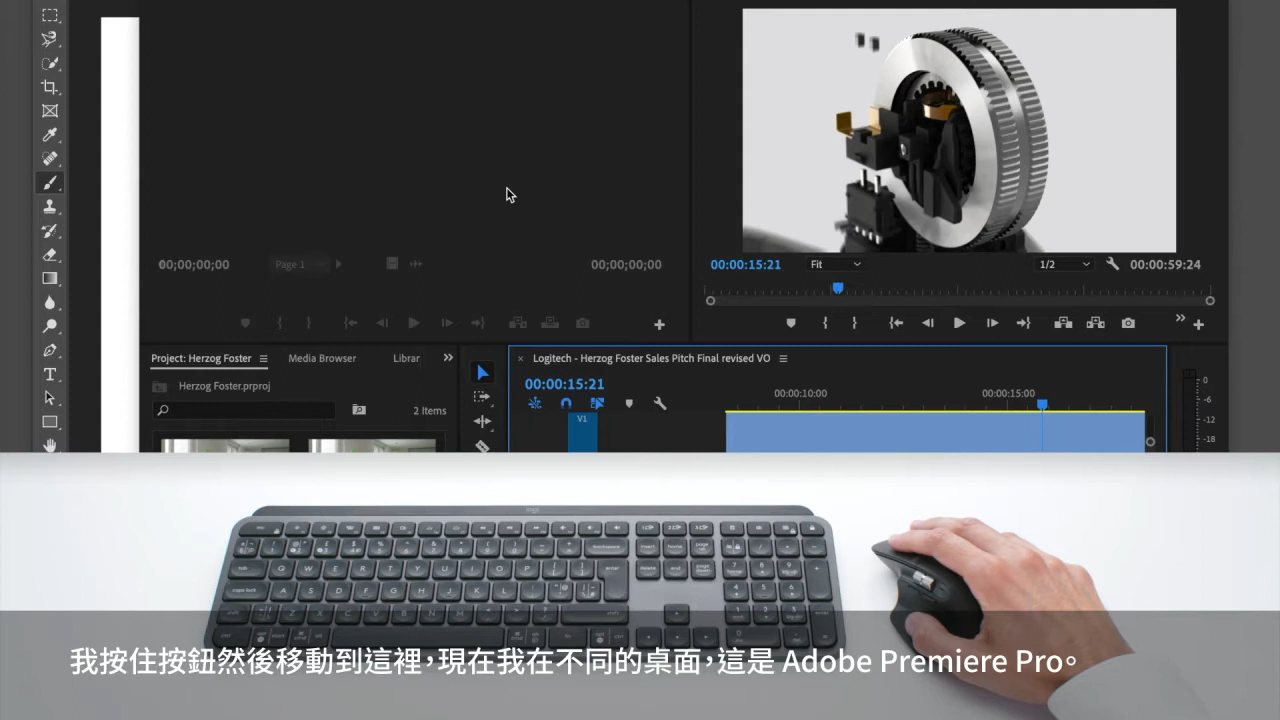 00;00;00;00
Page 1
00;00;00;00
00:00:15:21
Fit
1/2
00:00:59:24
Project: Herzog Foster
Media Browser
Librar
Herzog Foster.prproj
2 Items
× Logitech - Herzog Foster Sales Pitch Final revised VO
00:00:15:21
00:00:10:00
00:00:15:00
V1
0
-6
-12
-18
logi
Q W E R T Y U I O P
A S D F G H J K L
Z X C V B N M
我按住按鈕然後移動到這裡，現在我在不同的桌面，這是 Adobe Premiere Pro。